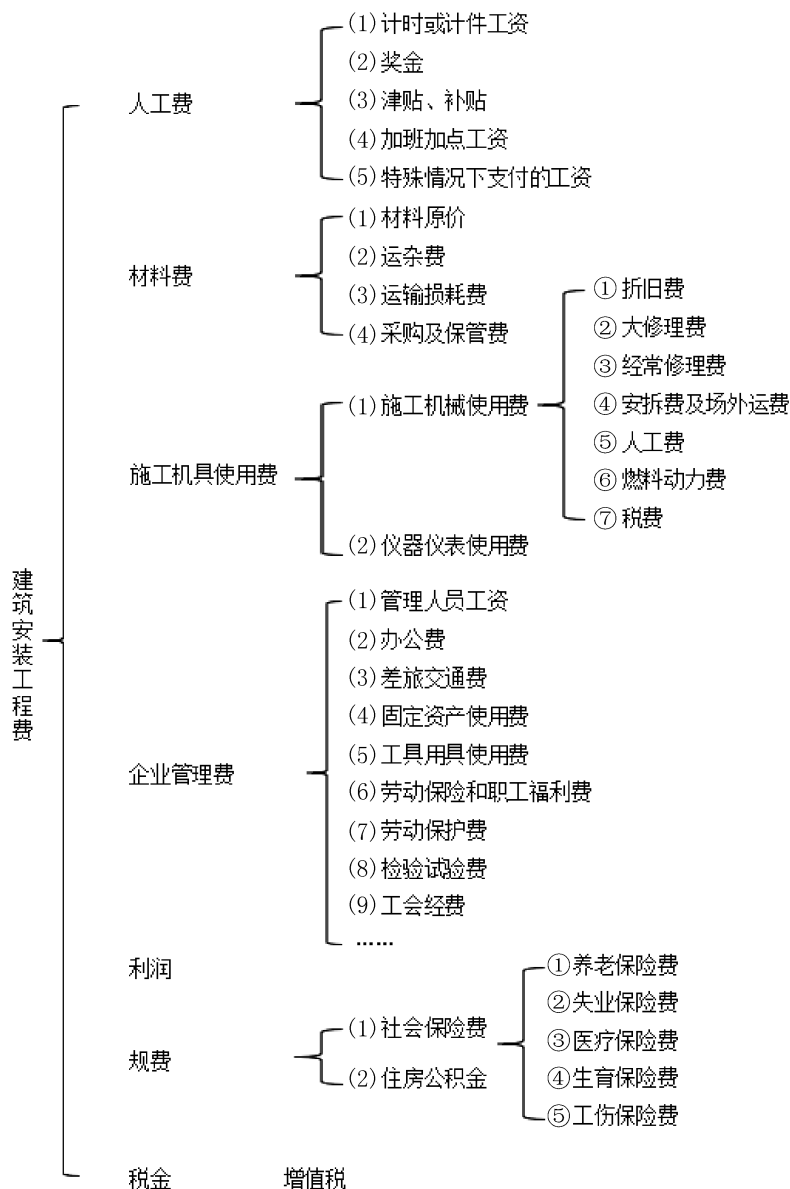 建筑安装工程费
人工费
(1)计时或计件工资
(2)奖金
(3)津贴、补贴
(4)加班加点工资
(5)特殊情况下支付的工资
材料费
(1)材料原价
(2)运杂费
(3)运输损耗费
(4)采购及保管费
施工机具使用费
(1)施工机械使用费
①折旧费
②大修理费
③经常修理费
④安拆费及场外运费
⑤人工费
⑥燃料动力费
⑦税费
(2)仪器仪表使用费
企业管理费
(1)管理人员工资
(2)办公费
(3)差旅交通费
(4)固定资产使用费
(5)工具用具使用费
(6)劳动保险和职工福利费
(7)劳动保护费
(8)检验试验费
(9)工会经费
……
利润
规费
(1)社会保险费
①养老保险费
②失业保险费
③医疗保险费
④生育保险费
⑤工伤保险费
(2)住房公积金
税金 增值税